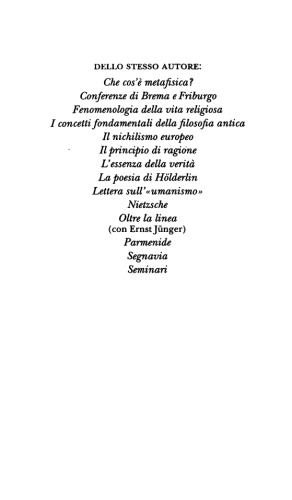 DELLO STESSO AUTORE:
Che cos'è metafisica?
Conferenze di Brema e Friburgo
Fenomenologia della vita religiosa
I concetti fondamentali della filosofia antica
Il nichilismo europeo
Il principio di ragione
L'essenza della verità
La poesia di Hölderlin
Lettera sull'«umanismo»
Nietzsche
Oltre la linea
(con Ernst Jünger)
Parmenide
Segnavia
Seminari